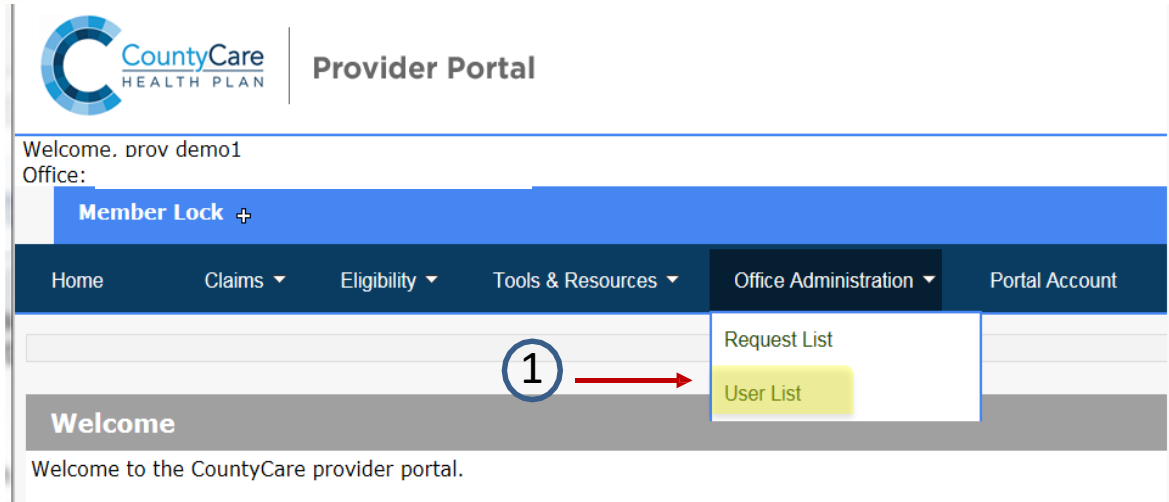 CountyCare
HEALTH PLAN
Provider Portal
Welcome, prov demo1
Office:
Member Lock
Home Claims Eligibility Tools & Resources Office Administration Portal Account
Request List
1
User List
Welcome
Welcome to the CountyCare provider portal.